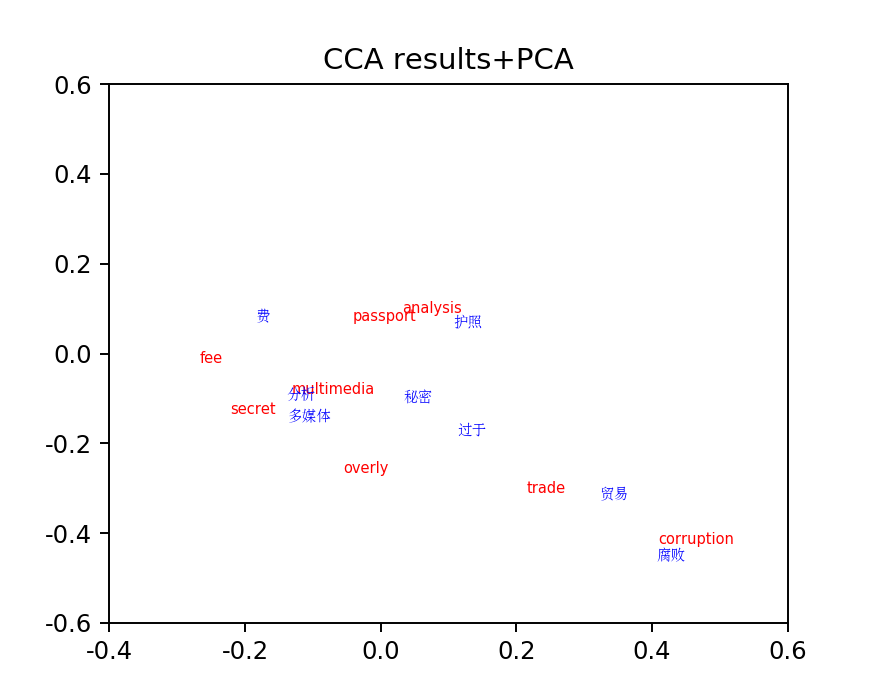 CCA results+PCA
0.6
0.4
0.2
0.0
-0.2
-0.4
-0.6
-0.4
-0.2
0.0
0.2
0.4
0.6
analysis
passport
费
护照
fee
multimedia
分析
秘密
secret
多媒体
过于
overly
trade
贸易
corruption
腐败